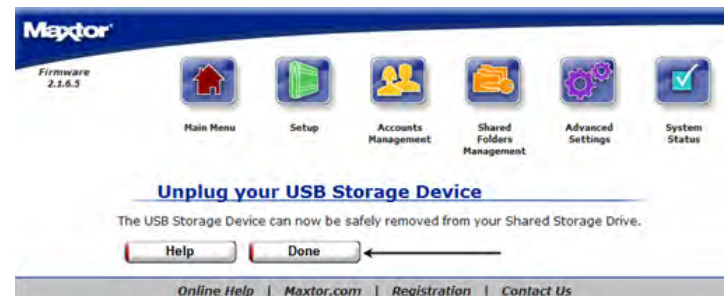 Maxtor
Firmware
2.1.6.5
Main Menu
Setup
Accounts
Management
Shared
Folders
Management
Advanced
Settings
System
Status
Unplug your USB Storage Device
The USB Storage Device can now be safely removed from your Shared Storage Drive.
Help
Done
Online Help | Maxtor.com | Registration | Contact Us